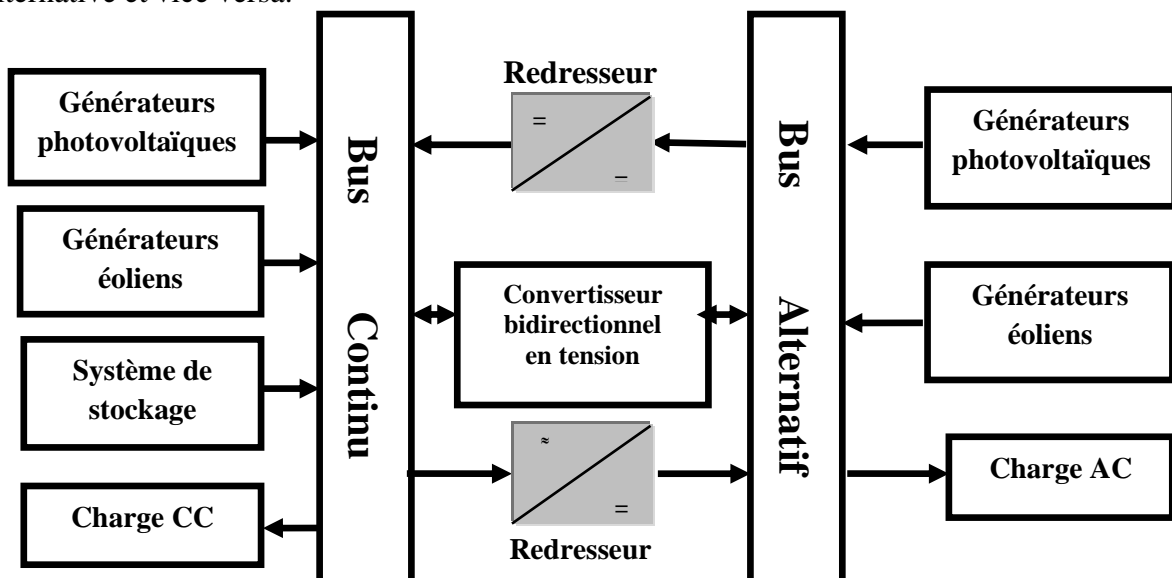 alternative et vice versa.
Redresseur
Générateurs
photovoltaïques
Générateurs
éoliens
Système de
stockage
Charge CC
Bus Continu
=
=
Convertisseur
bidirectionnel
en tension
≈
=
Redresseur
Bus Alternatif
Générateurs
photovoltaïques
Générateurs
éoliens
Charge AC